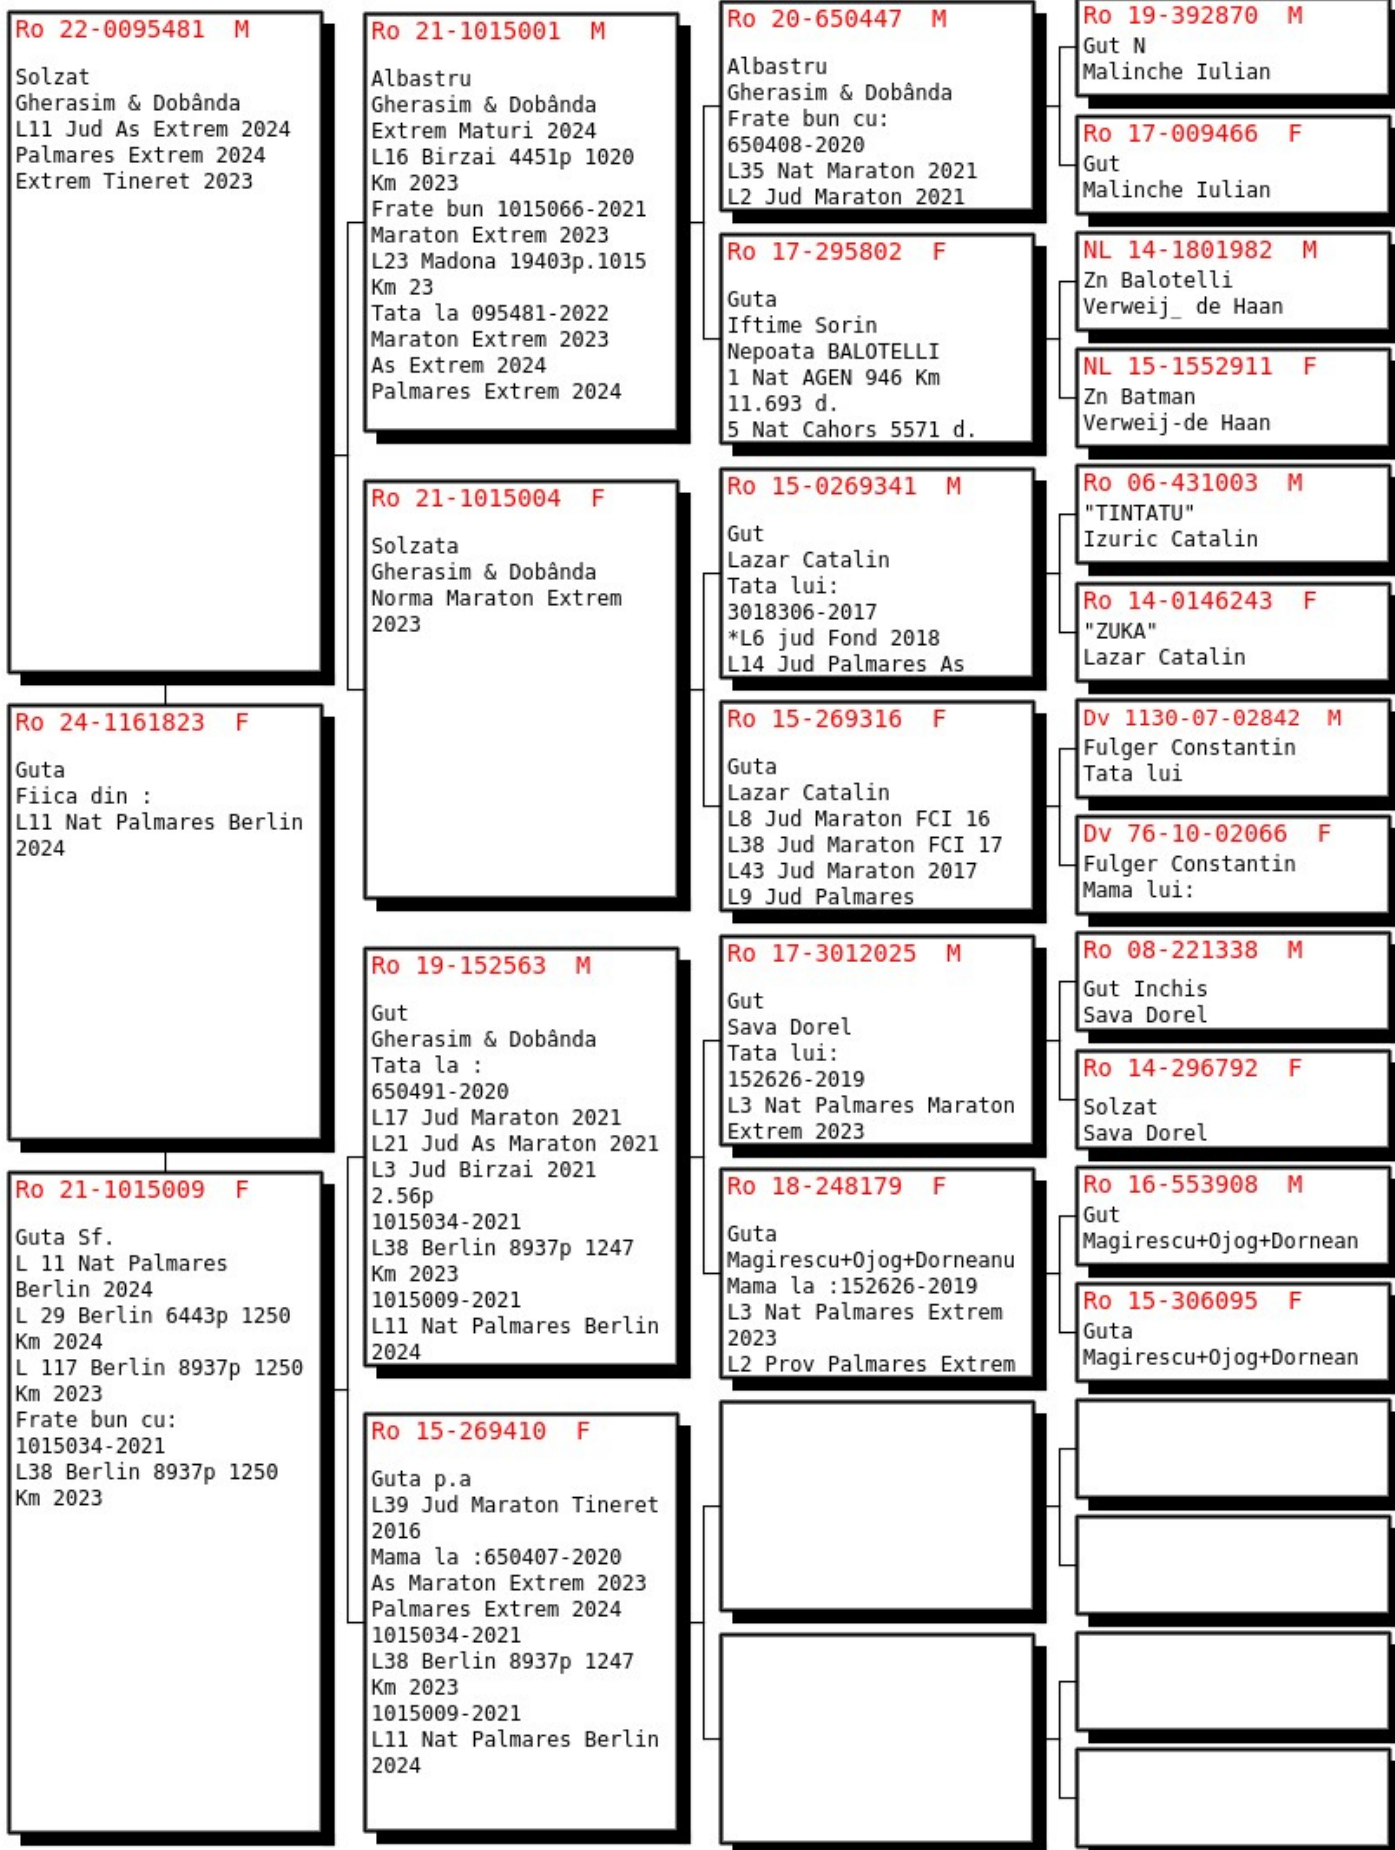 Ro 22-0095481  M
Solzat
Gherasim & Dobânda
L11 Jud As Extrem 2024
Palmares Extrem 2024
Extrem Tineret 2023
Ro 24-1161823  F
Guta
Fiica din :
L11 Nat Palmares Berlin
2024
Ro 21-1015009  F
Guta Sf.
L 11 Nat Palmares
Berlin 2024
L 29 Berlin 6443p 1250
Km 2024
L 117 Berlin 8937p 1250
Km 2023
Frate bun cu:
1015034-2021
L38 Berlin 8937p 1250
Km 2023
Ro 21-1015001  M
Albastru
Gherasim & Dobânda
Extrem Maturi 2024
L16 Birzai 4451p 1020
Km 2023
Frate bun 1015066-2021
Maraton Extrem 2023
L23 Madona 19403p.1015
Km 23
Tata la 095481-2022
Maraton Extrem 2023
As Extrem 2024
Palmares Extrem 2024
Ro 21-1015004  F
Solzata
Gherasim & Dobânda
Norma Maraton Extrem
2023
Ro 19-152563  M
Gut
Gherasim & Dobânda
Tata la :
650491-2020
L17 Jud Maraton 2021
L21 Jud As Maraton 2021
L3 Jud Birzai 2021
2.56p
1015034-2021
L38 Berlin 8937p 1247
Km 2023
1015009-2021
L11 Nat Palmares Berlin
2024
Ro 15-269410  F
Guta p.a
L39 Jud Maraton Tineret
2016
Mama la :650407-2020
As Maraton Extrem 2023
Palmares Extrem 2024
1015034-2021
L38 Berlin 8937p 1247
Km 2023
1015009-2021
L11 Nat Palmares Berlin
2024
Ro 20-650447  M
Albastru
Gherasim & Dobânda
Frate bun cu:
650408-2020
L35 Nat Maraton 2021
L2 Jud Maraton 2021
Ro 17-295802  F
Guta
Iftime Sorin
Nepoata BALOTELLI
1 Nat AGEN 946 Km
11.693 d.
5 Nat Cahors 5571 d.
Ro 15-0269341  M
Gut
Lazar Catalin
Tata lui:
3018306-2017
*L6 jud Fond 2018
L14 Jud Palmares As
Ro 15-269316  F
Guta
Lazar Catalin
L8 Jud Maraton FCI 16
L38 Jud Maraton FCI 17
L43 Jud Maraton 2017
L9 Jud Palmares
Ro 17-3012025  M
Gut
Sava Dorel
Tata lui:
152626-2019
L3 Nat Palmares Maraton
Extrem 2023
Ro 18-248179  F
Guta
Magirescu+Ojog+Dorneanu
Mama la :152626-2019
L3 Nat Palmares Extrem
2023
L2 Prov Palmares Extrem
Ro 19-392870  M
Gut N
Malinche Iulian
Ro 17-009466  F
Gut
Malinche Iulian
NL 14-1801982  M
Zn Balotelli
Verweij_ de Haan
NL 15-1552911  F
Zn Batman
Verweij-de Haan
Ro 06-431003  M
"TINTATU"
Izuric Catalin
Ro 14-0146243  F
"ZUKA"
Lazar Catalin
Dv 1130-07-02842  M
Fulger Constantin
Tata lui
Dv 76-10-02066  F
Fulger Constantin
Mama lui:
Ro 08-221338  M
Gut Inchis
Sava Dorel
Ro 14-296792  F
Solzat
Sava Dorel
Ro 16-553908  M
Gut
Magirescu+Ojog+Dornean
Ro 15-306095  F
Guta
Magirescu+Ojog+Dornean